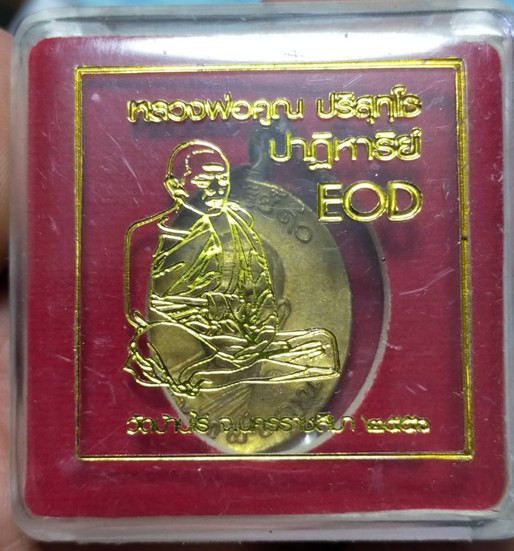 หลวงพ่อคูณ ปริสุทฺโธ
ปาฏิหาริย์
EOD
วัดบ้านไร่ จ.นครราชสีมา ๒๕๕๖